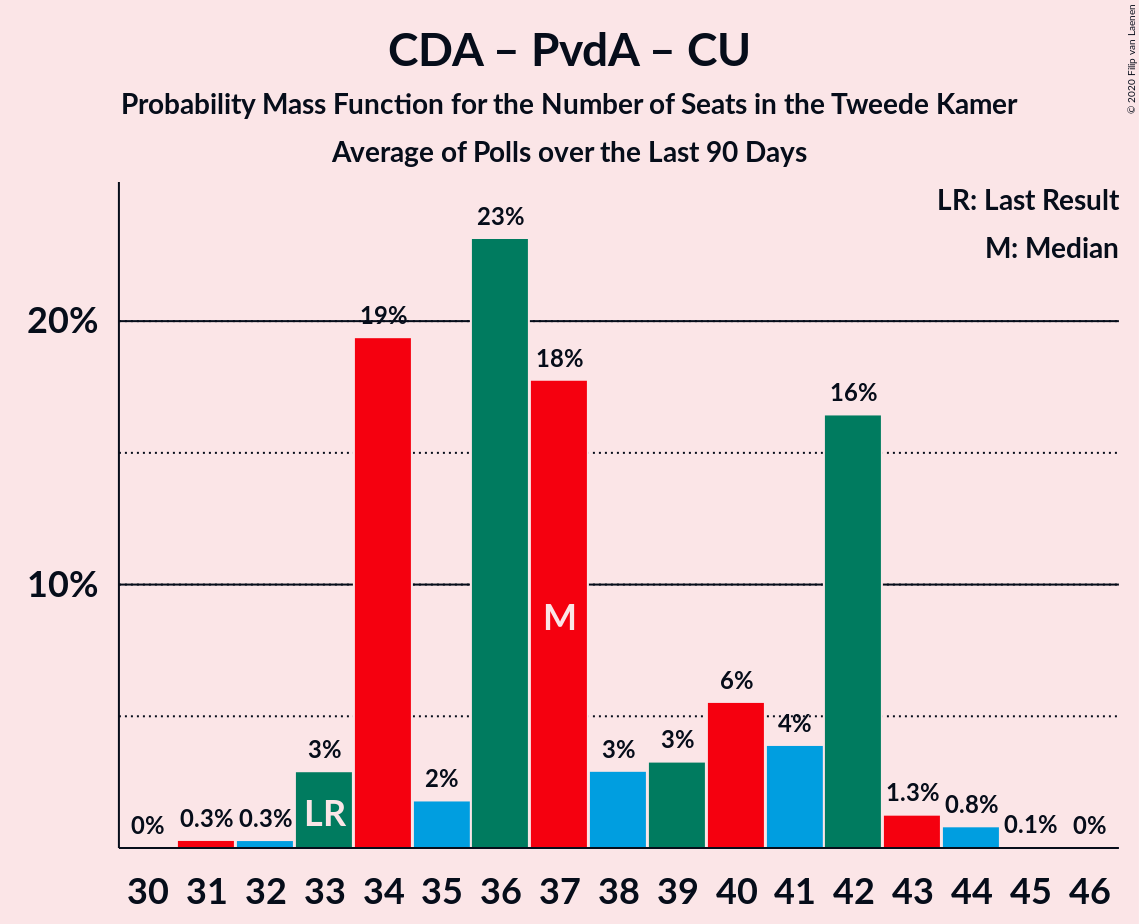 CDA – PvdA – CU
Probability Mass Function for the Number of Seats in the Tweede Kamer
Average of Polls over the Last 90 Days
© 2020 Filip van Laenen
LR: Last Result
M: Median
20%
10%
0%
0.3%
0.3%
3%
19%
2%
23%
18%
3%
3%
6%
4%
16%
1.3%
0.8%
0.1%
0%
LR
M
30 31 32 33 34 35 36 37 38 39 40 41 42 43 44 45 46